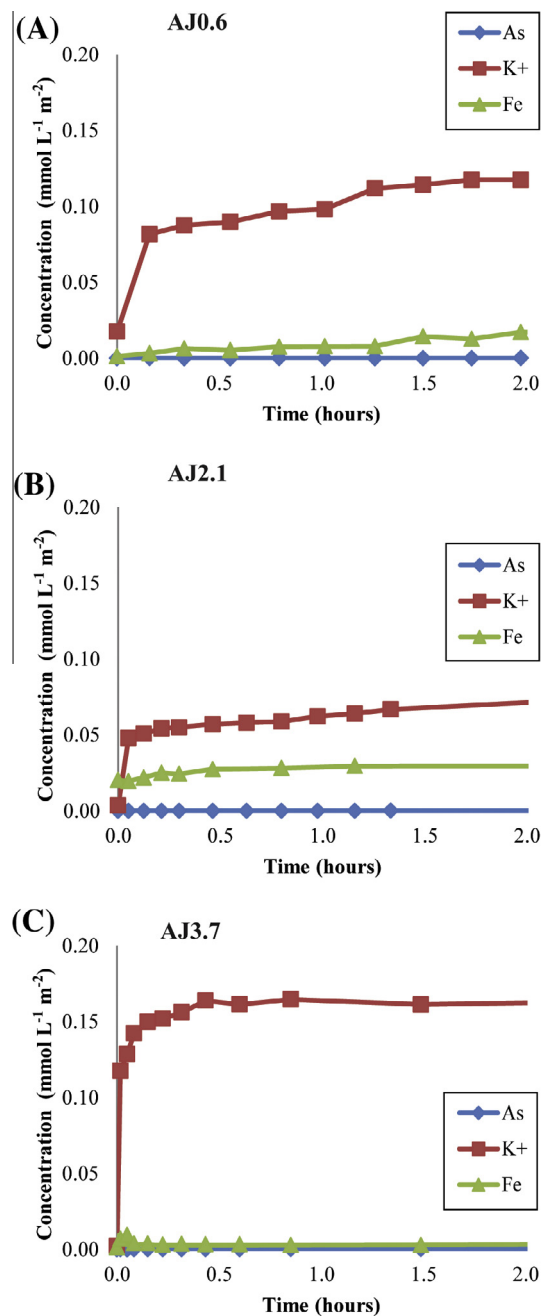 (A)
AJ0.6
As
K+
Fe
Concentration (mmol L⁻¹ m⁻²)
0.20
0.15
0.10
0.05
0.00
0.0 0.5 1.0 1.5 2.0
Time (hours)
(B)
AJ2.1
As
K+
Fe
Concentration (mmol L⁻¹ m⁻²)
0.20
0.15
0.10
0.05
0.00
0.0 0.5 1.0 1.5 2.0
Time (hours)
(C)
AJ3.7
As
K+
Fe
Concentration (mmol L⁻¹ m⁻²)
0.20
0.15
0.10
0.05
0.00
0.0 0.5 1.0 1.5 2.0
Time (hours)